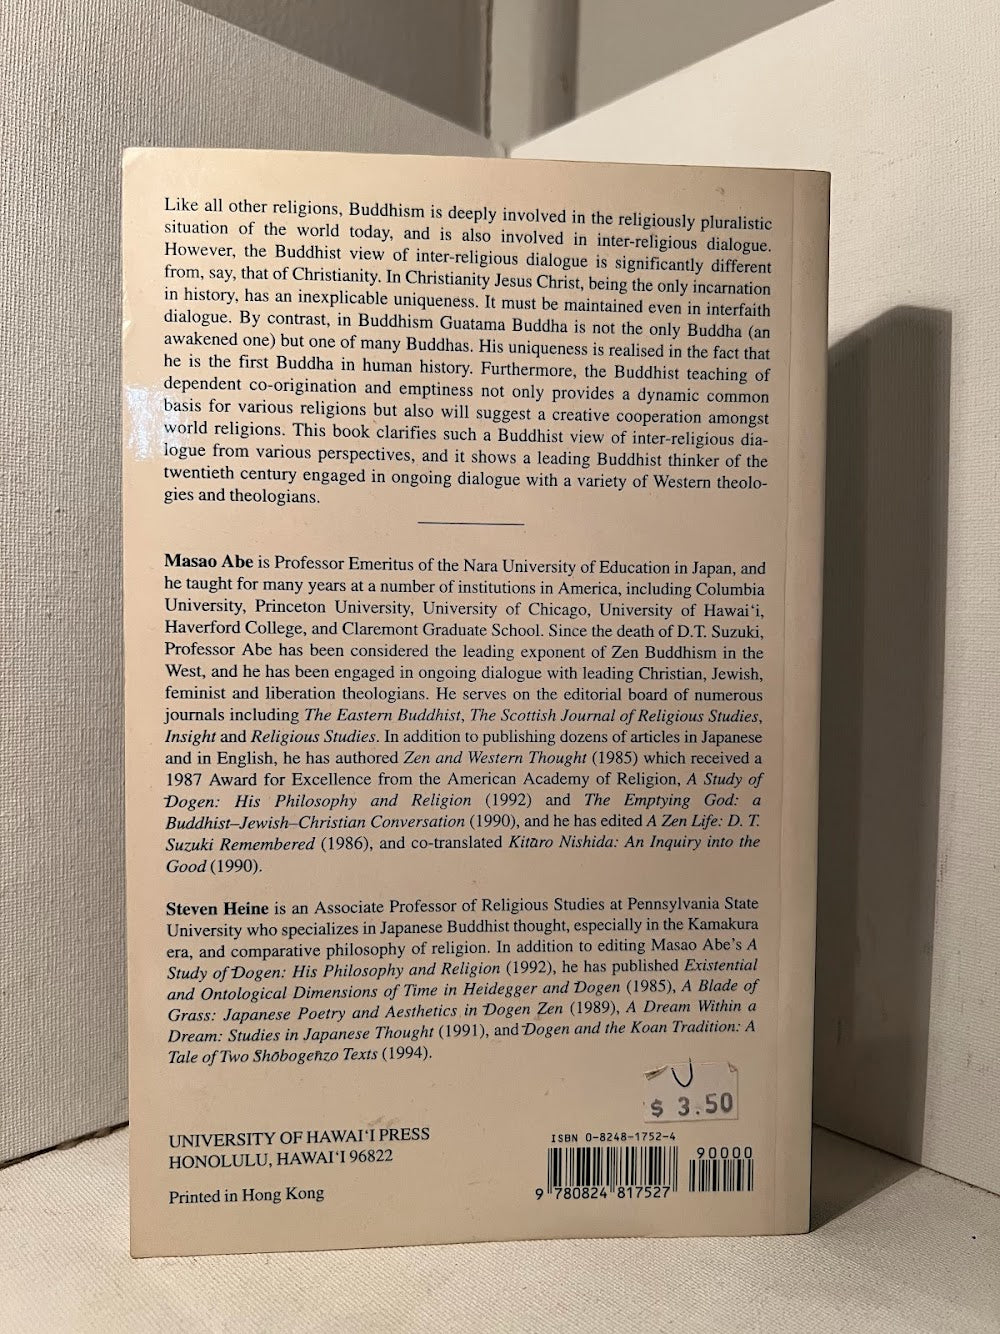 Like all other religions, Buddhism is deeply involved in the religiously pluralistic
situation of the world today, and is also involved in inter-religious dialogue.
However, the Buddhist view of inter-religious dialogue is significantly different
from, say, that of Christianity. In Christianity Jesus Christ, being the only incarnation
in history, has an inexplicable uniqueness. It must be maintained even in interfaith
dialogue. By contrast, in Buddhism Guatama Buddha is not the only Buddha (an
awakened one) but one of many Buddhas. His uniqueness is realised in the fact that
he is the first Buddha in human history. Furthermore, the Buddhist teaching of
dependent co-origination and emptiness not only provides a dynamic common
basis for various religions but also will suggest a creative cooperation amongst
world religions. This book clarifies such a Buddhist view of inter-religious dia-
logue from various perspectives, and it shows a leading Buddhist thinker of the
twentieth century engaged in ongoing dialogue with a variety of Western theolo-
gies and theologians.
Masao Abe is Professor Emeritus of the Nara University of Education in Japan, and
he taught for many years at a number of institutions in America, including Columbia
University, Princeton University, University of Chicago, University of Hawai‘i,
Haverford College, and Claremont Graduate School. Since the death of D.T. Suzuki,
Professor Abe has been considered the leading exponent of Zen Buddhism in the
West, and he has been engaged in ongoing dialogue with leading Christian, Jewish,
feminist and liberation theologians. He serves on the editorial board of numerous
journals including The Eastern Buddhist, The Scottish Journal of Religious Studies,
Insight and Religious Studies. In addition to publishing dozens of articles in Japanese
and in English, he has authored Zen and Western Thought (1985) which received a
1987 Award for Excellence from the American Academy of Religion, A Study of
Dogen: His Philosophy and Religion (1992) and The Emptying God: a
Buddhist–Jewish–Christian Conversation (1990), and he has edited A Zen Life: D. T.
Suzuki Remembered (1986), and co-translated Kitaro Nishida: An Inquiry into the
Good (1990).
Steven Heine is an Associate Professor of Religious Studies at Pennsylvania State
University who specializes in Japanese Buddhist thought, especially in the Kamakura
era, and comparative philosophy of religion. In addition to editing Masao Abe's A
Study of Dogen: His Philosophy and Religion (1992), he has published Existential
and Ontological Dimensions of Time in Heidegger and Dogen (1985), A Blade of
Grass: Japanese Poetry and Aesthetics in Dogen Zen (1989), A Dream Within a
Dream: Studies in Japanese Thought (1991), and Dogen and the Koan Tradition: A
Tale of Two Shōbogenzo Texts (1994).
$ 3.50
UNIVERSITY OF HAWAI‘I PRESS
HONOLULU, HAWAI‘I 96822
Printed in Hong Kong
ISBN 0-8248-1752-4
90000
9 780824 817527